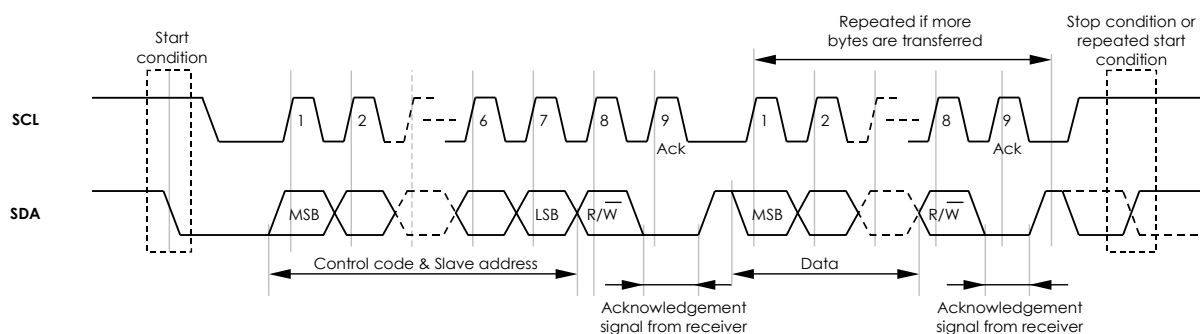 Start
condition
Repeated if more
bytes are transferred
Stop condition or
repeated start
condition
SCL
1 2 6 7 8 9 1 2 8 9
Ack Ack
SDA
MSB LSB R/W̅ MSB R/W̅
Control code & Slave address
Data
Acknowledgement
signal from receiver
Acknowledgement
signal from receiver